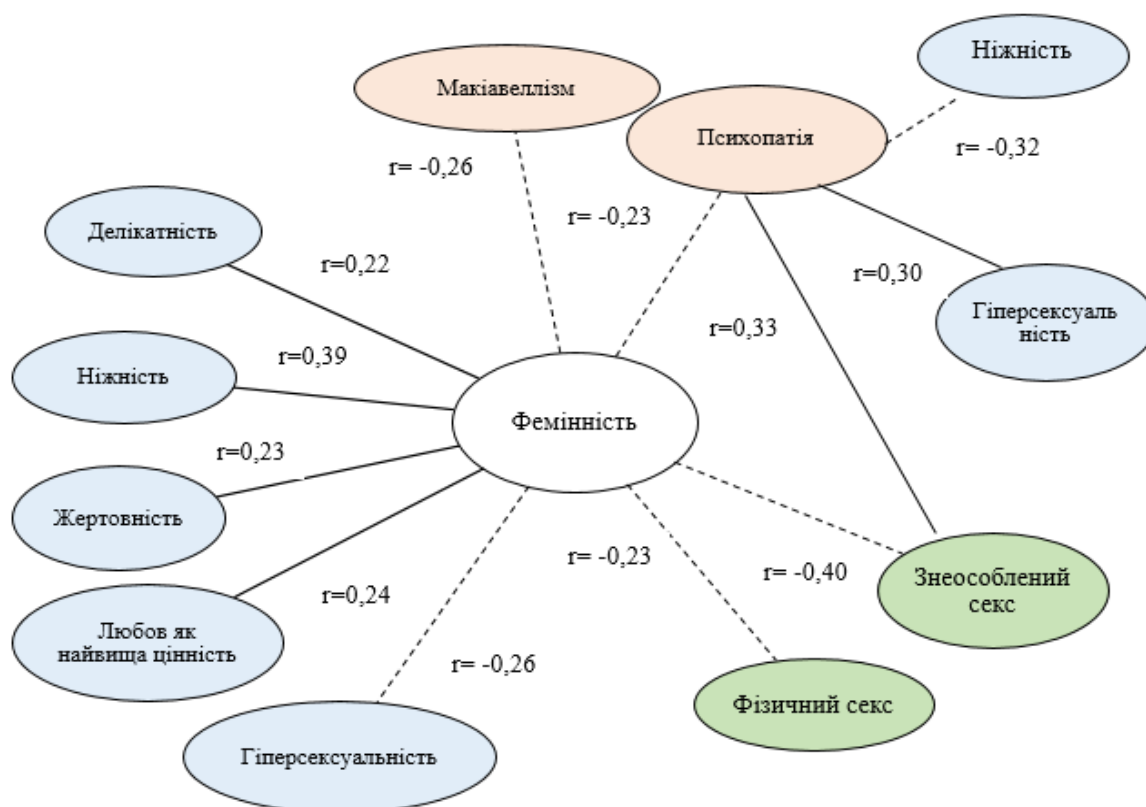 Ніжність
Макіавеллізм
Психопатія
r= -0,32
r= -0,26
r= -0,23
Делікатність
r=0,22
r=0,30
Гіперсексуаль
ність
r=0,33
r=0,39
Ніжність
Фемінність
r=0,23
Жертовність
r= -0,23
r= -0,40
Знеособлений
секс
r=0,24
Любов як
найвища цінність
r= -0,26
Фізичний секс
Гіперсексуальність